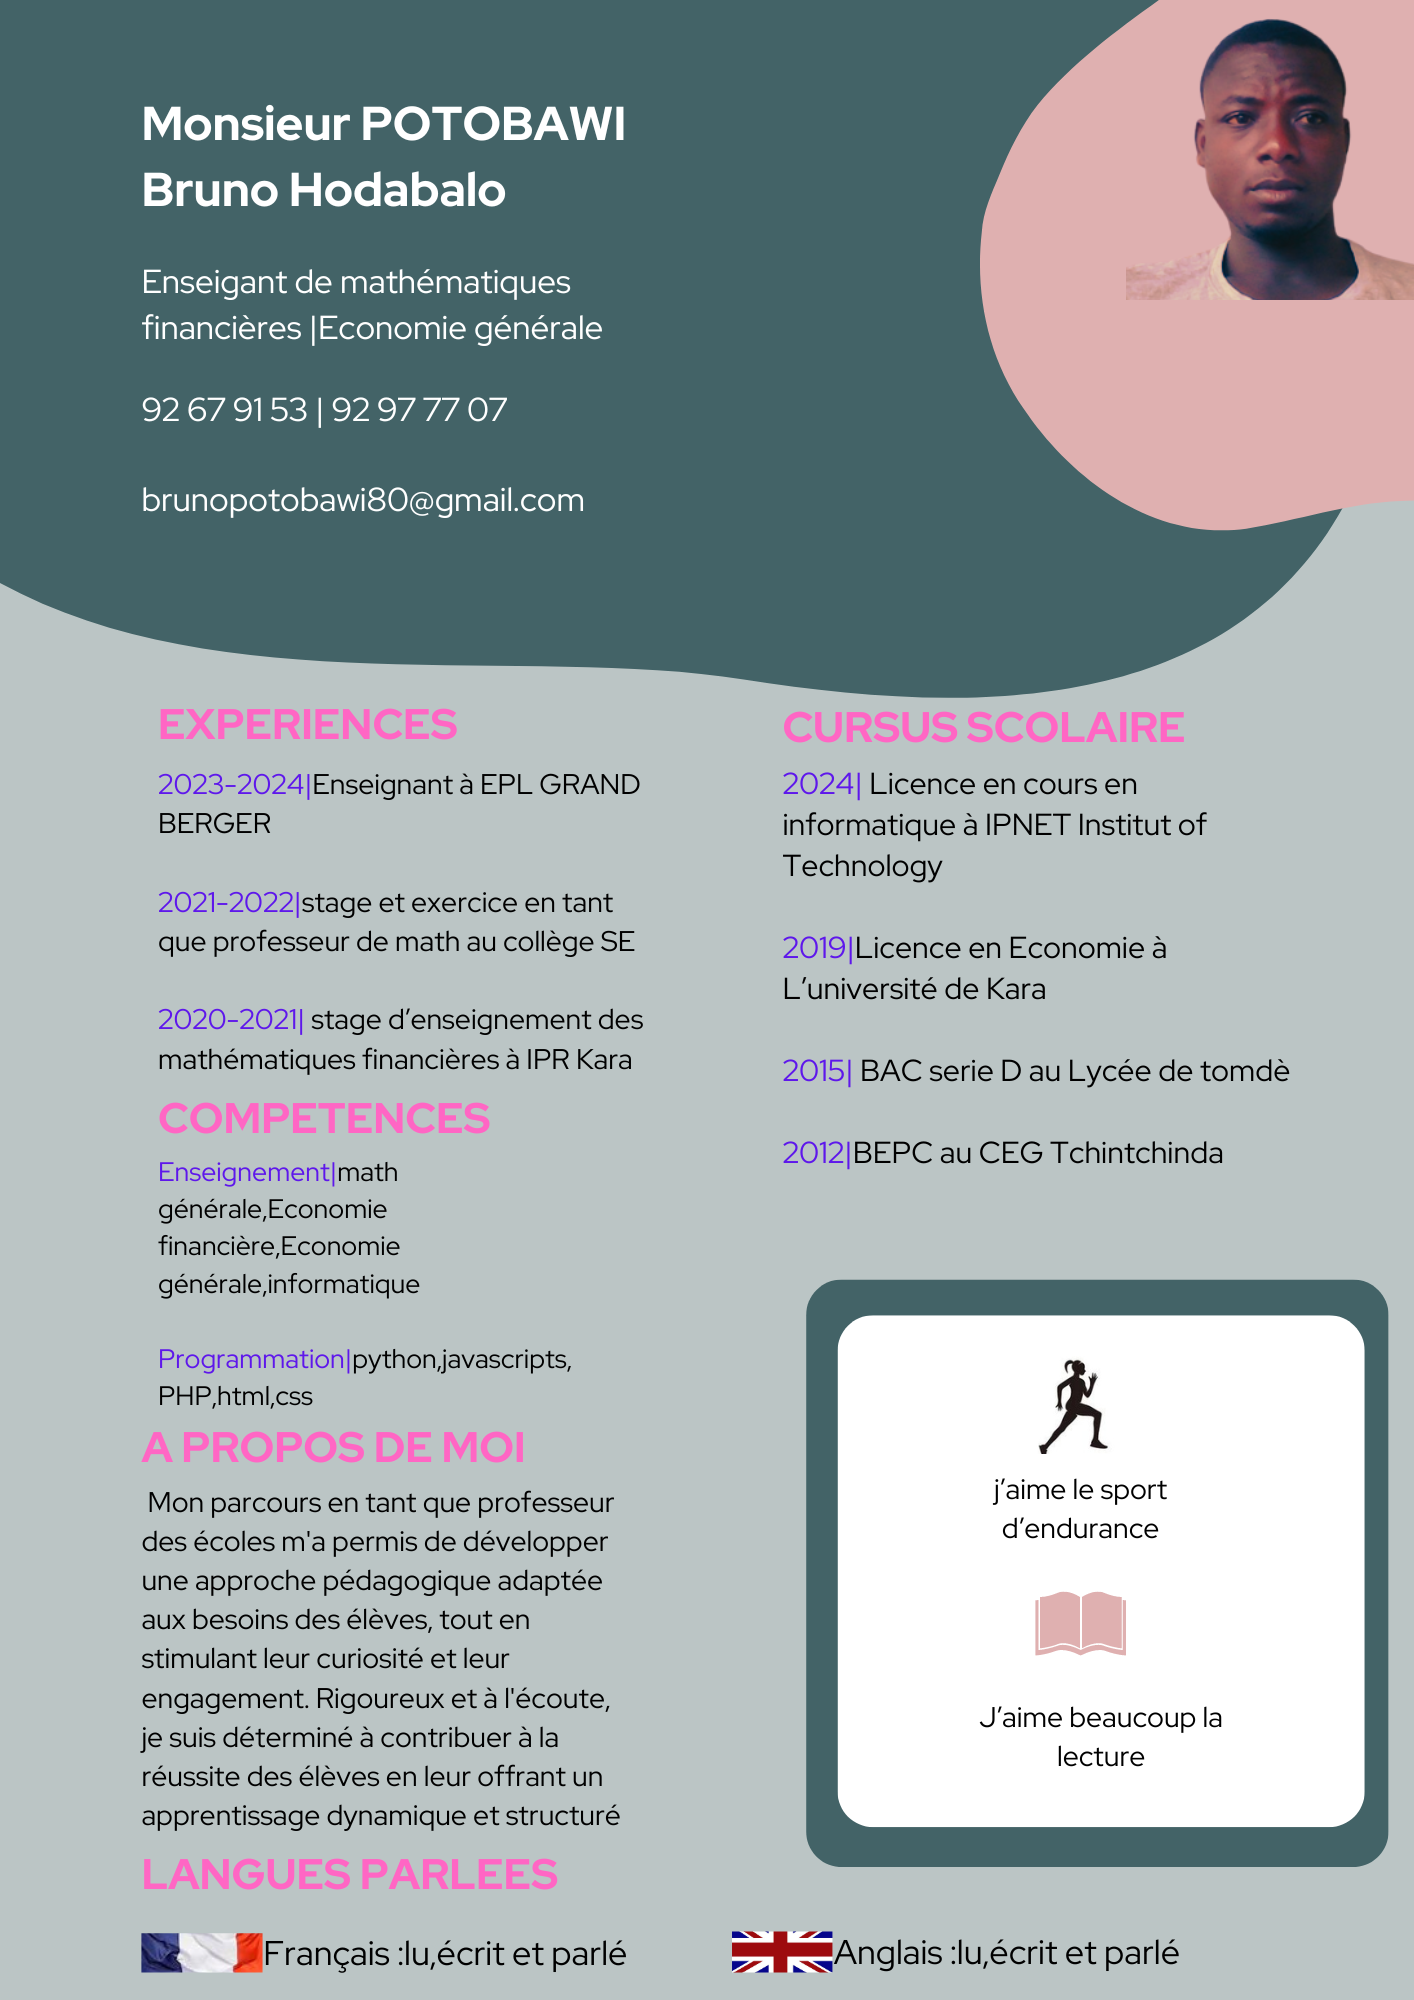 Monsieur POTOBAWI
Bruno Hodabalo
Enseigant de mathématiques
financières |Economie générale
92 67 91 53 | 92 97 77 07
brunopotobawi80@gmail.com
EXPERIENCES
2023-2024|Enseignant à EPL GRAND
BERGER
2021-2022|stage et exercice en tant
que professeur de math au collège SE
2020-2021| stage d’enseignement des
mathématiques financières à IPR Kara
COMPETENCES
Enseignement|math
générale,Economie
financière,Economie
générale,informatique
Programmation|python,javascripts,
PHP,html,css
A PROPOS DE MOI
Mon parcours en tant que professeur
des écoles m'a permis de développer
une approche pédagogique adaptée
aux besoins des élèves, tout en
stimulant leur curiosité et leur
engagement. Rigoureux et à l'écoute,
je suis déterminé à contribuer à la
réussite des élèves en leur offrant un
apprentissage dynamique et structuré
CURSUS SCOLAIRE
2024| Licence en cours en
informatique à IPNET Institut of
Technology
2019|Licence en Economie à
L’université de Kara
2015| BAC serie D au Lycée de tomdè
2012|BEPC au CEG Tchintchinda
j’aime le sport
d’endurance
J’aime beaucoup la
lecture
LANGUES PARLEES
Français :lu,écrit et parlé
Anglais :lu,écrit et parlé